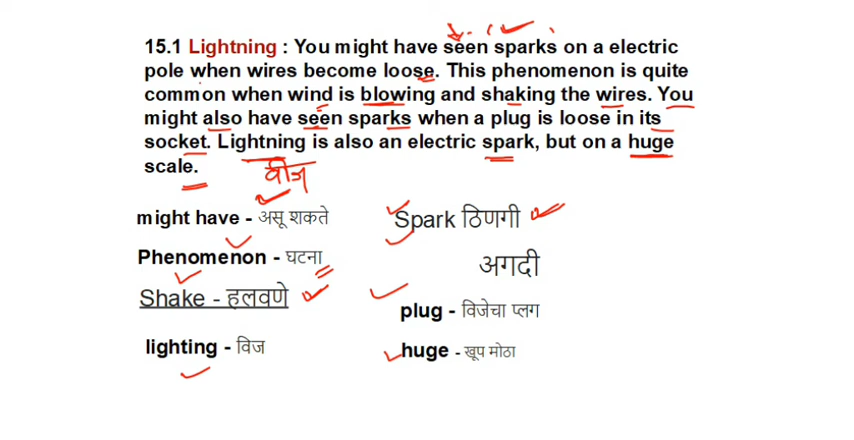 15.1 Lightning : You might have seen sparks on a electric
pole when wires become loose. This phenomenon is quite
common when wind is blowing and shaking the wires. You
might also have seen sparks when a plug is loose in its
socket. Lightning is also an electric spark, but on a huge
scale.
वीज
might have - असू शकते
Spark ठिणगी
Phenomenon - घटना
अगदी
Shake - हलवणे
plug - विजेचा प्लग
lighting - विज
huge - खूप मोठा